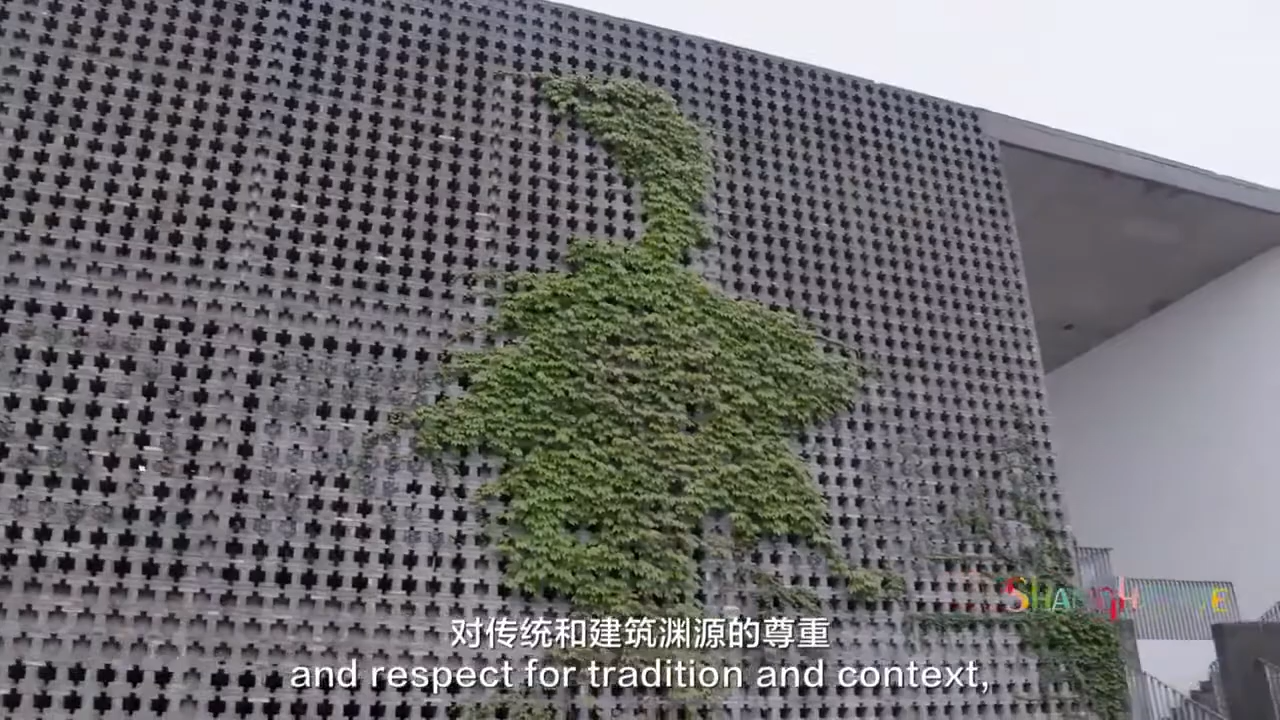 对传统和建筑渊源的尊重
and respect for tradition and context,